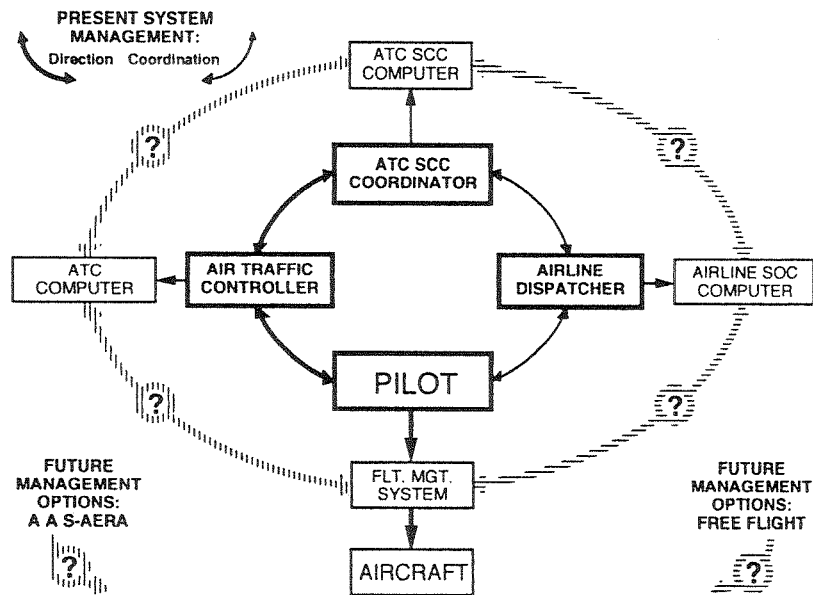 PRESENT SYSTEM
MANAGEMENT:
Direction Coordination
ATC SCC
COMPUTER
?
?
ATC SCC
COORDINATOR
ATC
COMPUTER
AIR TRAFFIC
CONTROLLER
AIRLINE
DISPATCHER
AIRLINE SOC
COMPUTER
PILOT
?
?
FLT. MGT.
SYSTEM
FUTURE
MANAGEMENT
OPTIONS:
A A S-AERA
?
FUTURE
MANAGEMENT
OPTIONS:
FREE FLIGHT
?
AIRCRAFT